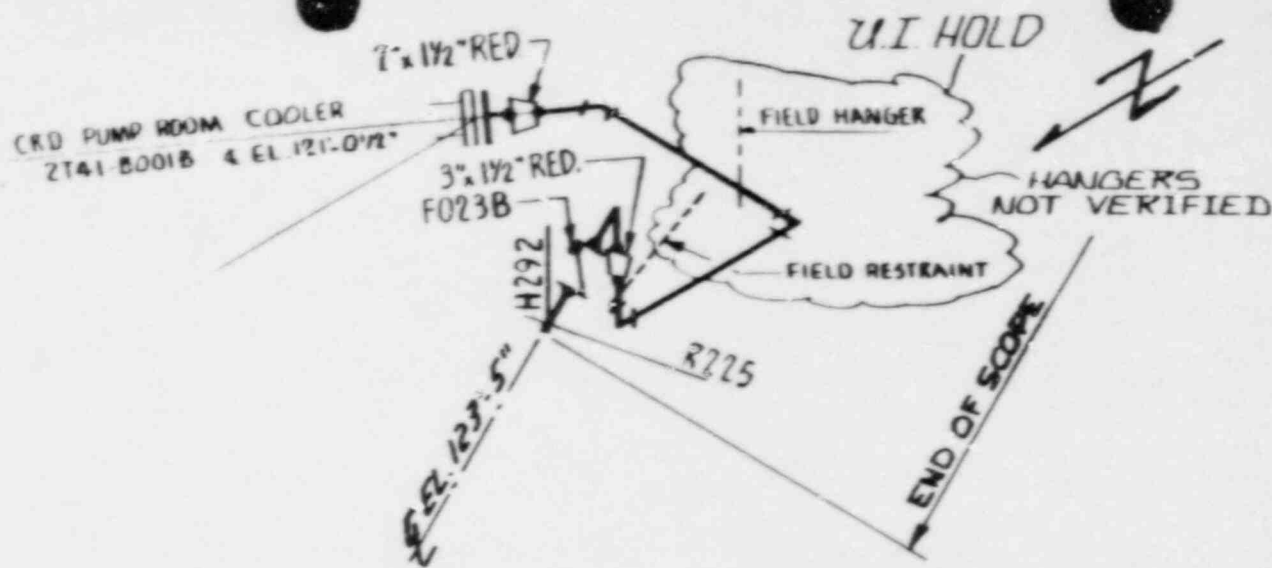 U.I. HOLD
2"x 1½" RED.
CRD PUMP ROOM COOLER
2T41-B001B ℄ EL. 121'-0½"
FIELD HANGER
3"x 1½" RED.
F023B
HANGERS
NOT VERIFIED
H292
FIELD RESTRAINT
R225
℄ EL. 123'-5"
END OF SCOPE